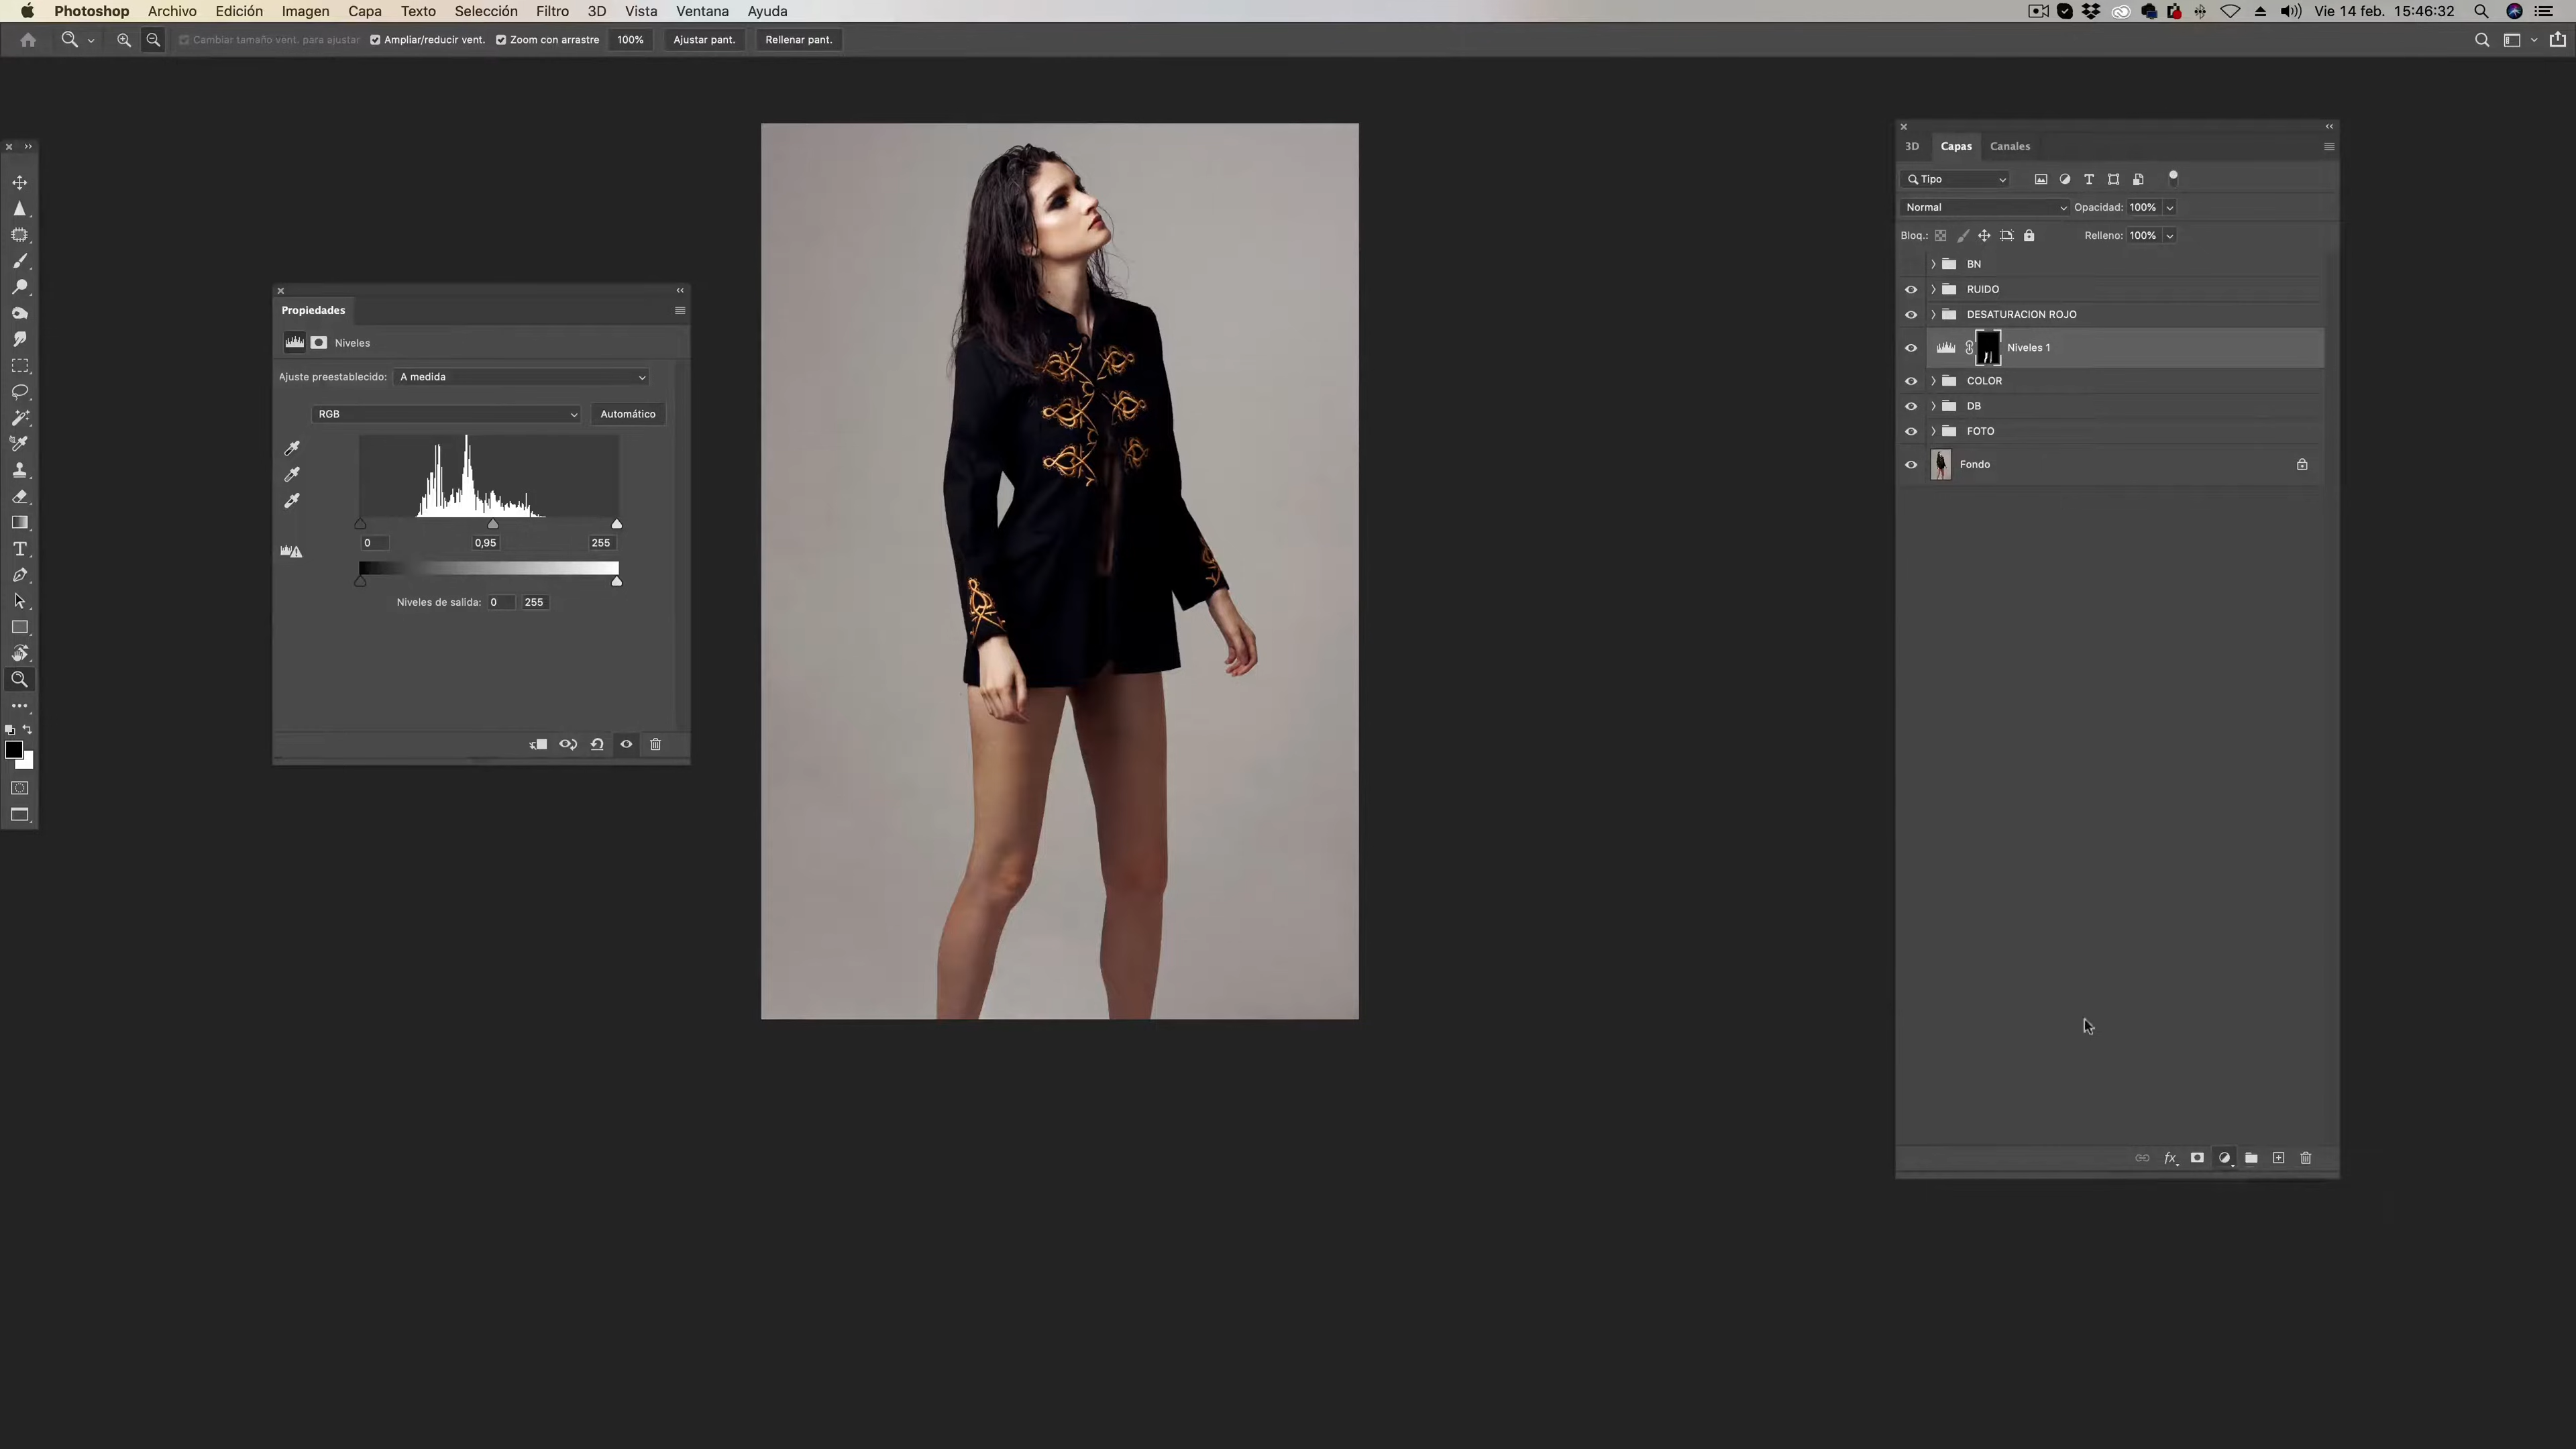 Photoshop Archivo Edición Imagen Capa Texto Selección Filtro 3D Vista Ventana Ayuda Vie 14 feb. 15:46:32
Cambiar tamaño vent. para ajustar Ampliar/reducir vent. Zoom con arrastre 100% Ajustar pant. Rellenar pant.
Propiedades
Niveles
Ajuste preestablecido: A medida
RGB Automático
0 0,95 255
Niveles de salida: 0 255
3D Capas Canales
Tipo
Normal Opacidad: 100%
Bloq.: Relleno: 100%
BN
RUIDO
DESATURACION ROJO
Niveles 1
COLOR
DB
FOTO
Fondo
fx